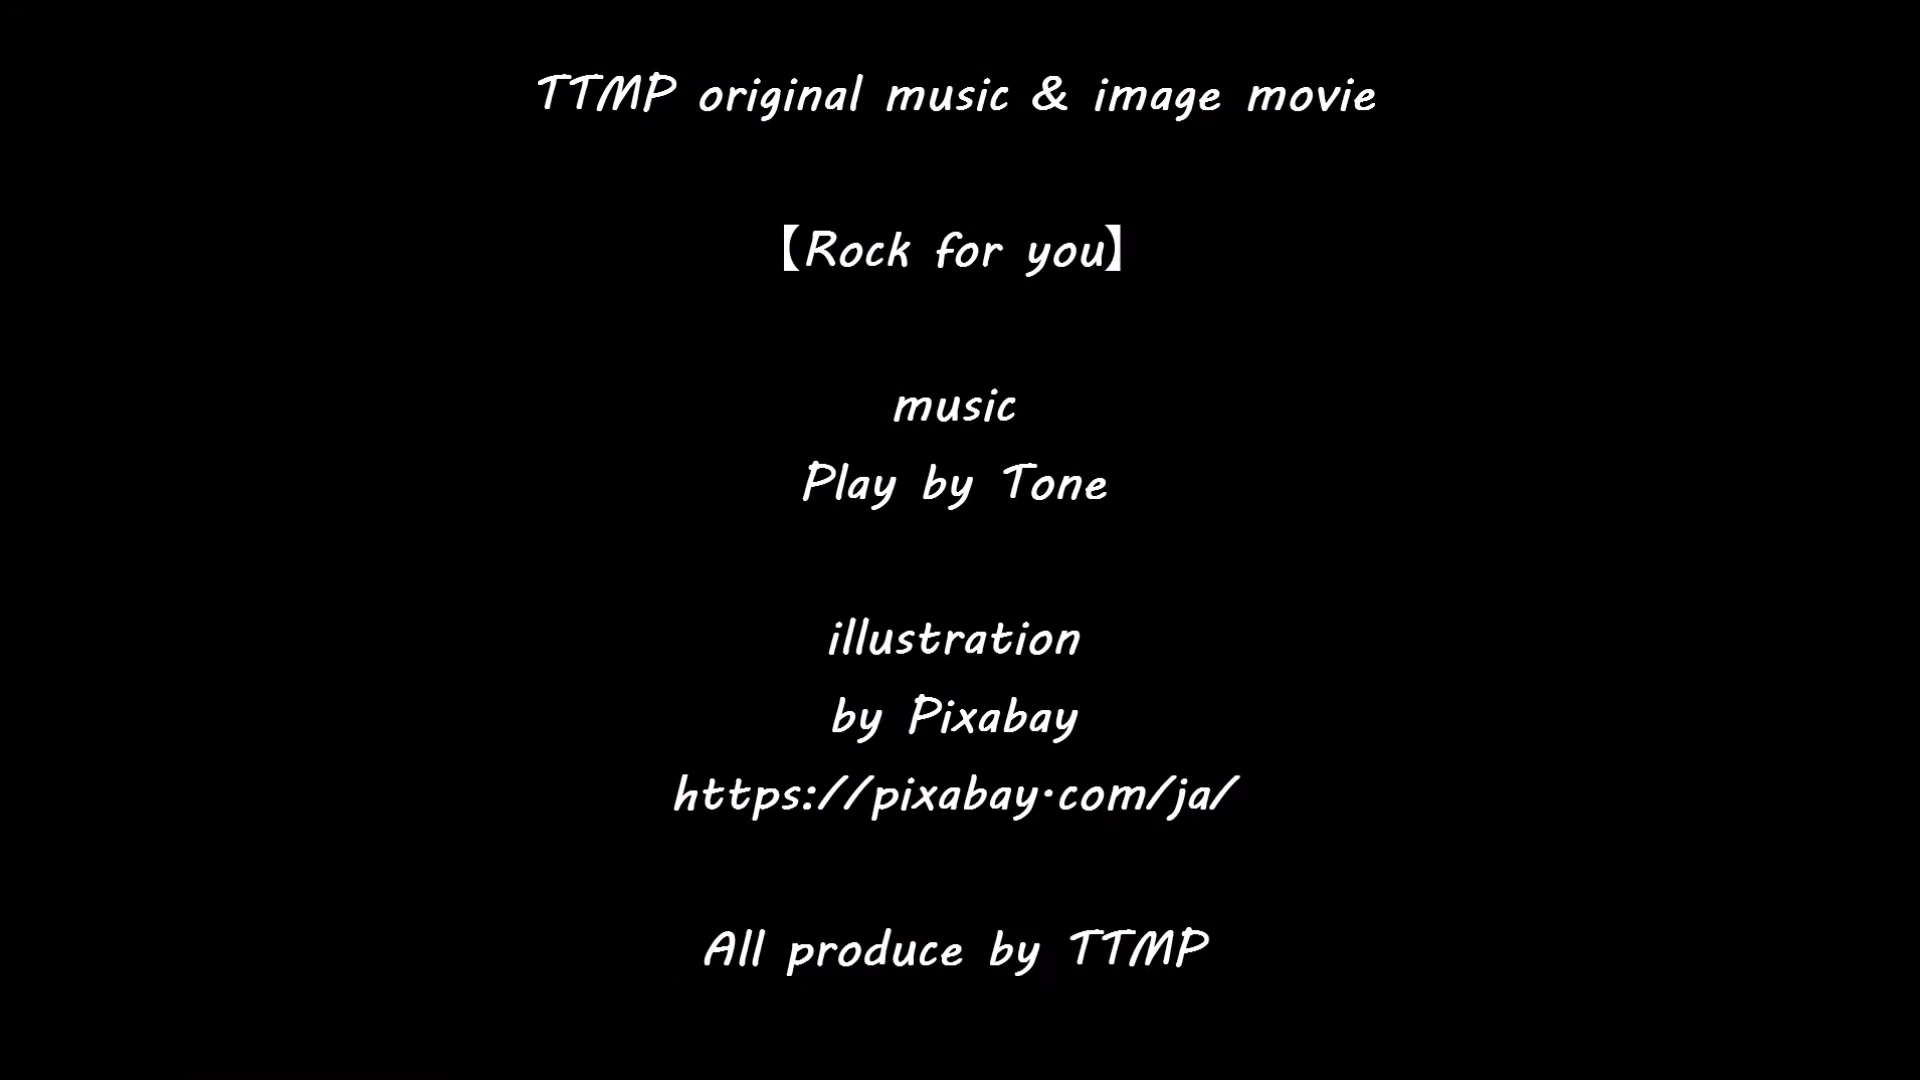 TTMP original music & image movie
【Rock for you】
music
Play by Tone
illustration
by Pixabay
https://pixabay.com/ja/
All produce by TTMP